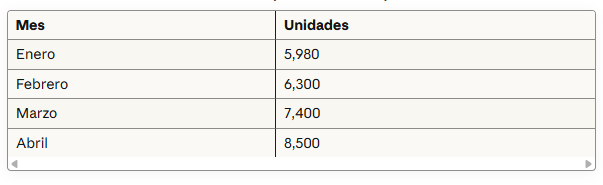 Mes Unidades
Enero 5,980
Febrero 6,300
Marzo 7,400
Abril 8,500